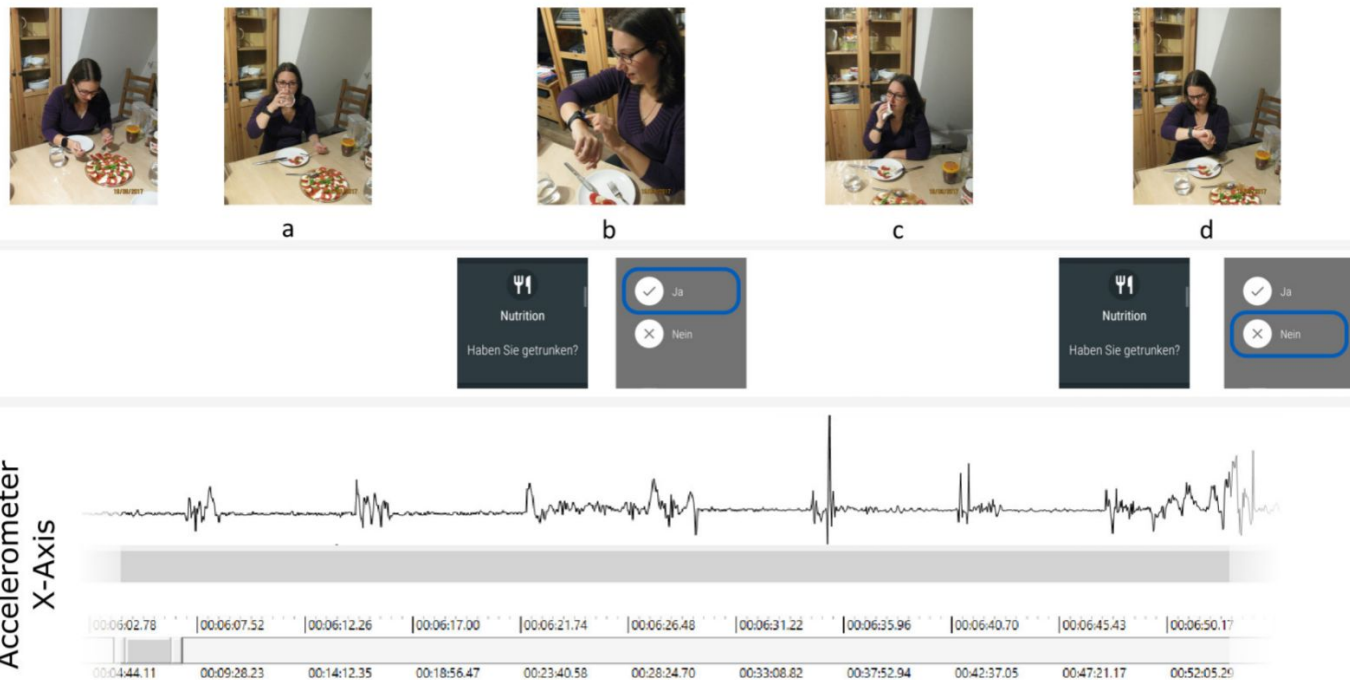 10/09/2017
a
b
c
d
Nutrition
Haben Sie getrunken?
Ja
Nein
Nutrition
Haben Sie getrunken?
Ja
Nein
Accelerometer
X-Axis
00:06:02.78 00:06:07.52 00:06:12.26 00:06:17.00 00:06:21.74 00:06:26.48 00:06:31.22 00:06:35.96 00:06:40.70 00:06:45.43 00:06:50.17
00:04:44.11 00:09:28.23 00:14:12.35 00:18:56.47 00:23:40.58 00:28:24.70 00:33:08.82 00:37:52.94 00:42:37.05 00:47:21.17 00:52:05.29